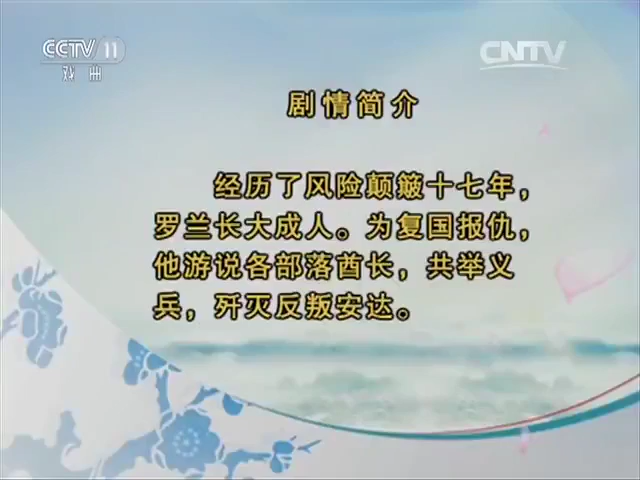 CCTV 11
戏曲
CNTV
剧情简介
经历了风险颠簸十七年，
罗兰长大成人。为复国报仇，
他游说各部落酋长，共举义
兵，歼灭反叛安达。